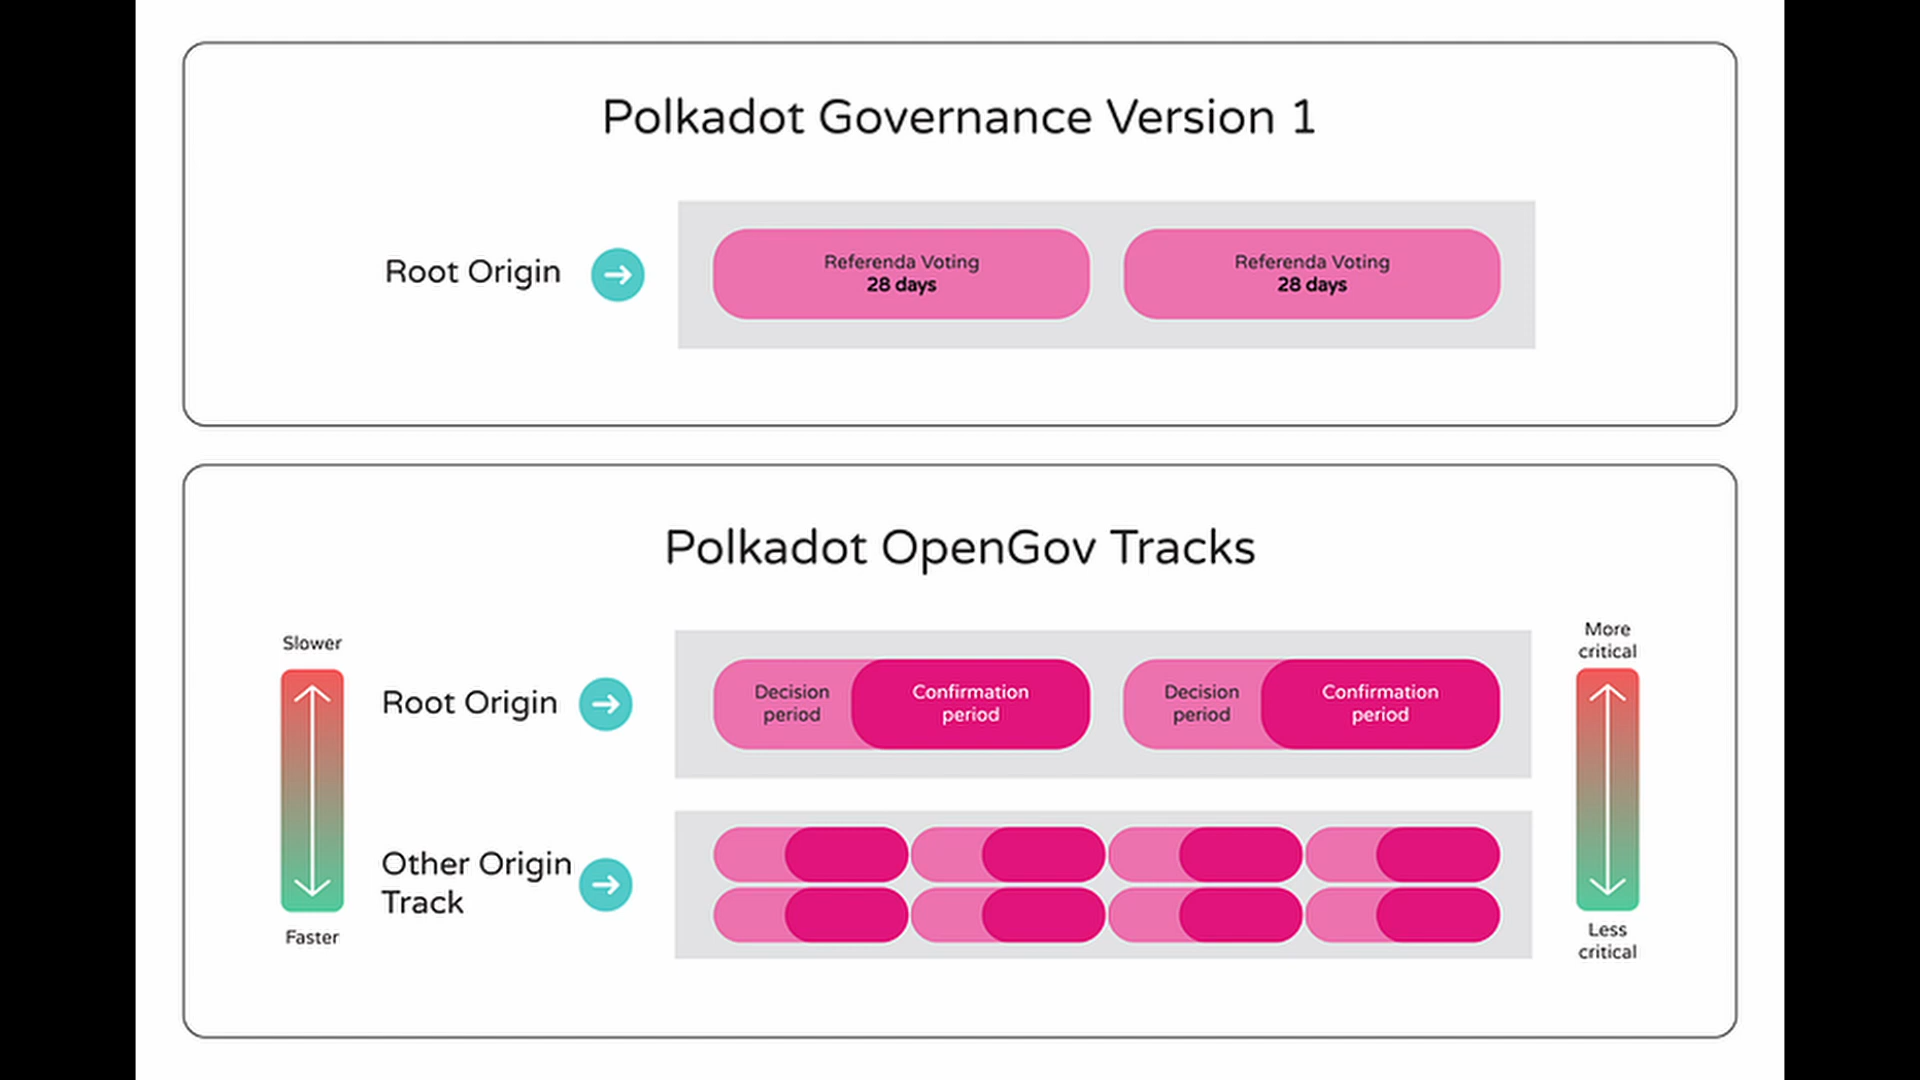 Polkadot Governance Version 1
Root Origin
Referenda Voting
28 days
Referenda Voting
28 days
Polkadot OpenGov Tracks
Slower
Faster
Root Origin
Decision
period
Confirmation
period
Decision
period
Confirmation
period
Other Origin
Track
More
critical
Less
critical